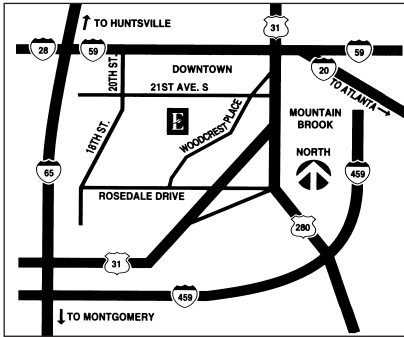 TO HUNTSVILLE
31
28
59
59
20TH ST.
DOWNTOWN
20
TO ATLANTA
21ST AVE. S
E
WOODCREST PLACE
MOUNTAIN
BROOK
18TH ST.
NORTH
65
459
ROSEDALE DRIVE
280
31
459
TO MONTGOMERY